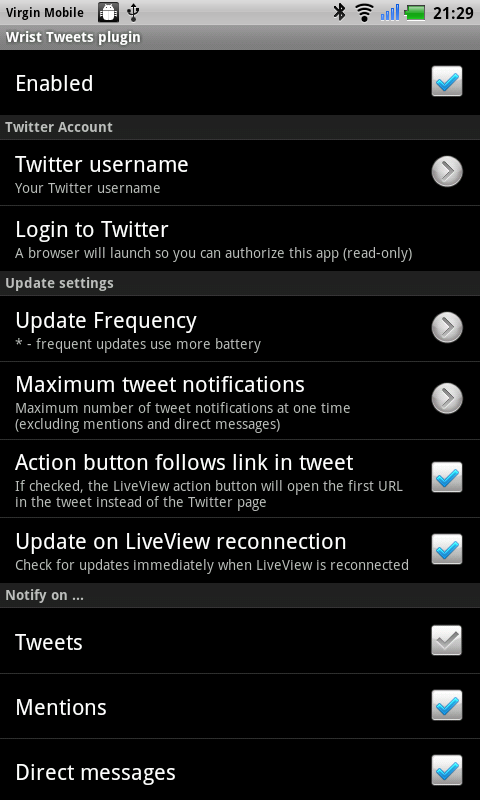 Virgin Mobile 21:29
Wrist Tweets plugin
Enabled
Twitter Account
Twitter username
Your Twitter username
Login to Twitter
A browser will launch so you can authorize this app (read-only)
Update settings
Update Frequency
* - frequent updates use more battery
Maximum tweet notifications
Maximum number of tweet notifications at one time
(excluding mentions and direct messages)
Action button follows link in tweet
If checked, the LiveView action button will open the first URL
in the tweet instead of the Twitter page
Update on LiveView reconnection
Check for updates immediately when LiveView is reconnected
Notify on ...
Tweets
Mentions
Direct messages